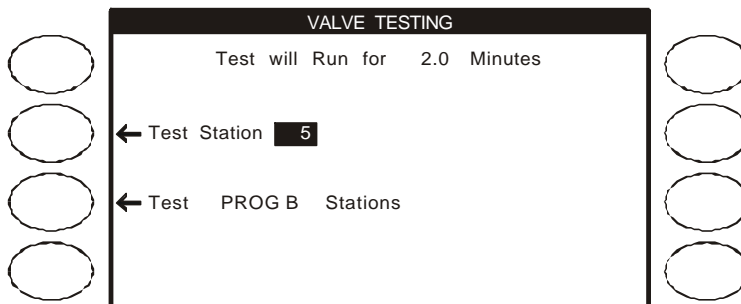 VALVE TESTING
Test will Run for 2.0 Minutes
← Test Station 5
← Test PROG B Stations